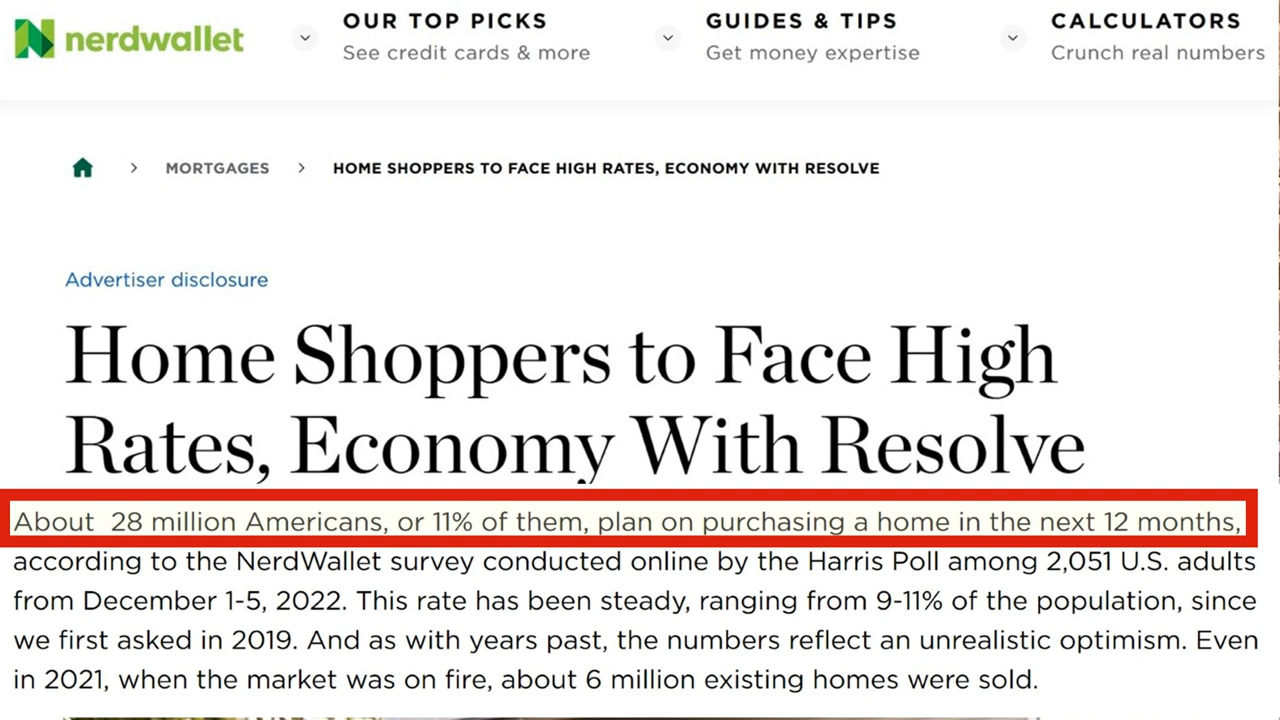 nerdwallet
OUR TOP PICKS
See credit cards & more
GUIDES & TIPS
Get money expertise
CALCULATORS
Crunch real numbers
MORTGAGES > HOME SHOPPERS TO FACE HIGH RATES, ECONOMY WITH RESOLVE
Advertiser disclosure
Home Shoppers to Face High
Rates, Economy With Resolve
About 28 million Americans, or 11% of them, plan on purchasing a home in the next 12 months,
according to the NerdWallet survey conducted online by the Harris Poll among 2,051 U.S. adults
from December 1-5, 2022. This rate has been steady, ranging from 9-11% of the population, since
we first asked in 2019. And as with years past, the numbers reflect an unrealistic optimism. Even
in 2021, when the market was on fire, about 6 million existing homes were sold.